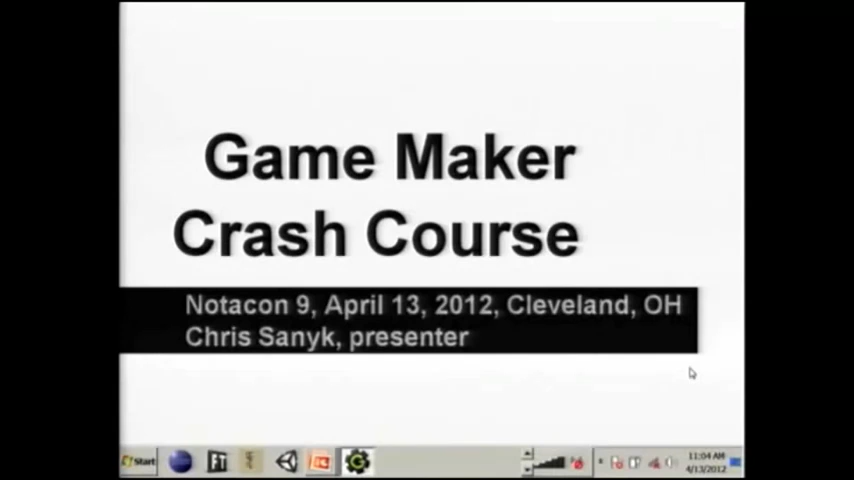 Game Maker
Crash Course
Notacon 9, April 13, 2012, Cleveland, OH
Chris Sanyk, presenter
Start
FT
11:04 AM
4/13/2012